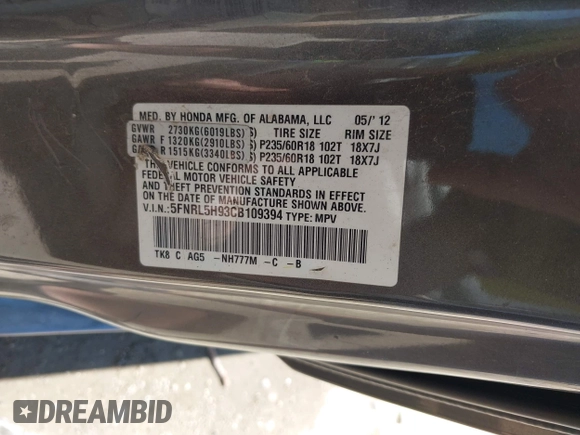 MFD. BY HONDA MFG. OF ALABAMA, LLC 05/' 12
GVWR 2730KG(6019LBS) TIRE SIZE RIM SIZE
GAWR F 1320KG(2910LBS) P235/60R18 102T 18X7J
GAWR R 1515KG(3340LBS) P235/60R18 102T 18X7J
THIS VEHICLE CONFORMS TO ALL APPLICABLE
FEDERAL MOTOR VEHICLE SAFETY
AND THEFT PREVENTION STANDARDS IN EFFECT
ON THE DATE OF MANUFACTURE SHOWN ABOVE.
V.I.N.:5FNRL5H93CB109394 TYPE: MPV
TK8 C AG5 -NH777M -C -B
DREAMBID